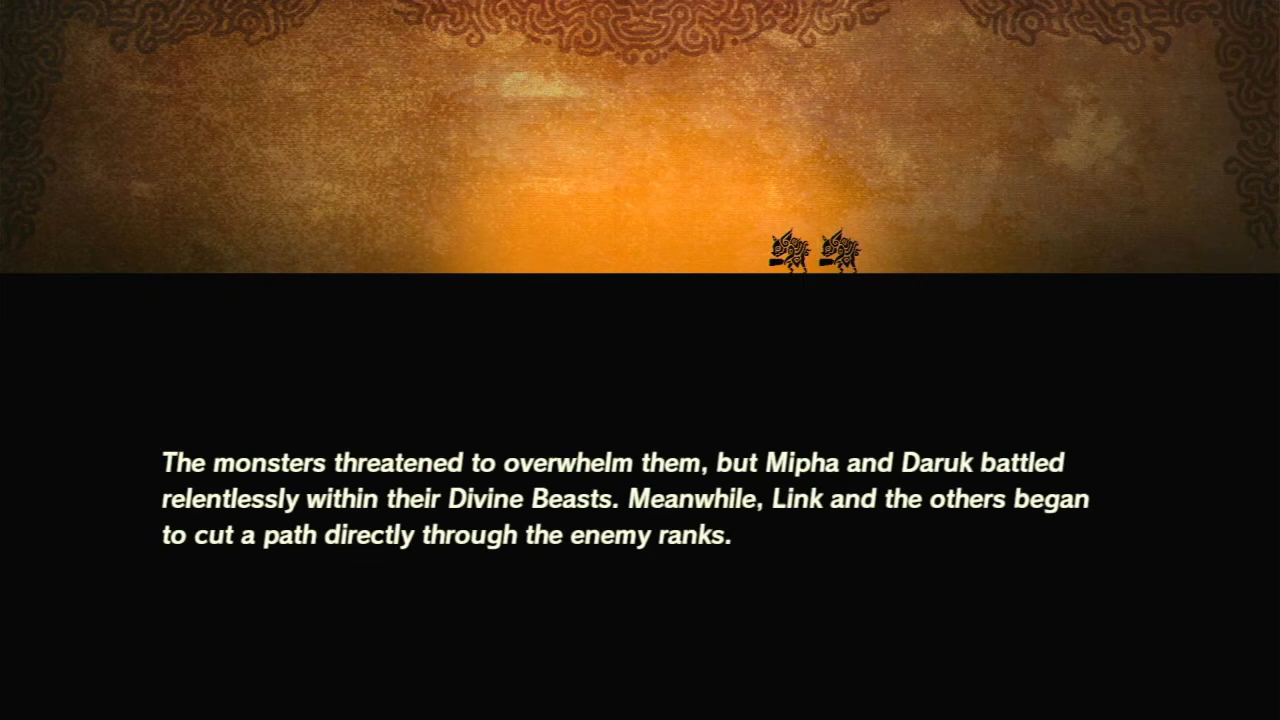 The monsters threatened to overwhelm them, but Mipha and Daruk battled
relentlessly within their Divine Beasts. Meanwhile, Link and the others began
to cut a path directly through the enemy ranks.